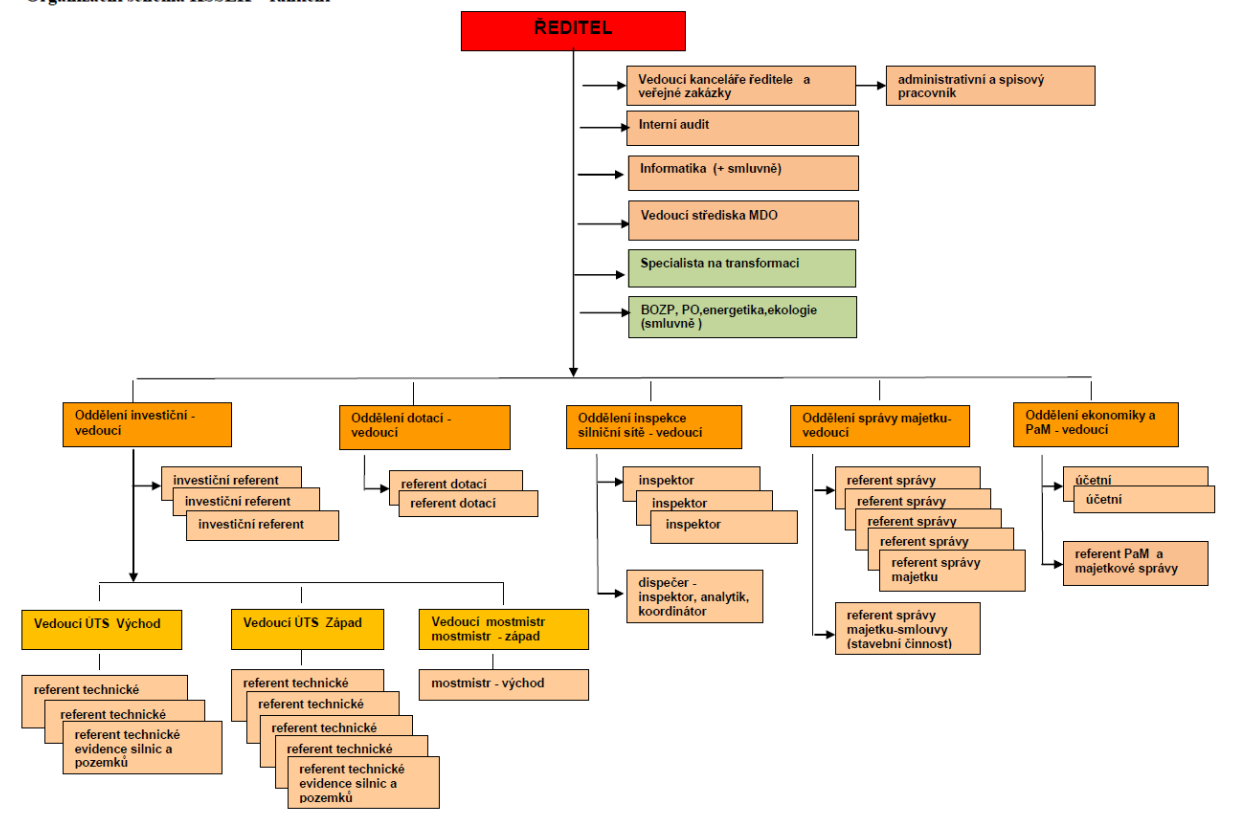 ŘEDITEL
Vedoucí kanceláře ředitele a
veřejné zakázky
administrativní a spisový
pracovník
Interní audit
Informatika (+ smluvně)
Vedoucí střediska MDO
Specialista na transformaci
BOZP, PO,energetika,ekologie
(smluvně )
Oddělení investiční -
vedoucí
Oddělení dotací -
vedoucí
Oddělení inspekce
silniční sítě - vedoucí
Oddělení správy majetku-
vedoucí
Oddělení ekonomiky a
PaM - vedoucí
investiční referent
investiční referent
investiční referent
referent dotací
referent dotací
inspektor
inspektor
inspektor
dispečer -
inspektor, analytik,
koordinátor
referent správy
referent správy
referent správy
referent správy
referent správy
majetku
referent správy
majetku-smlouvy
(stavební činnost)
účetní
účetní
referent PaM a
majetkové správy
Vedoucí ÚTS Východ
Vedoucí ÚTS Západ
Vedoucí mostmistr
mostmistr - západ
referent technické
referent technické
referent technické
evidence silnic a
pozemků
referent technické
referent technické
referent technické
referent technické
referent technické
evidence silnic a
pozemků
mostmistr - východ